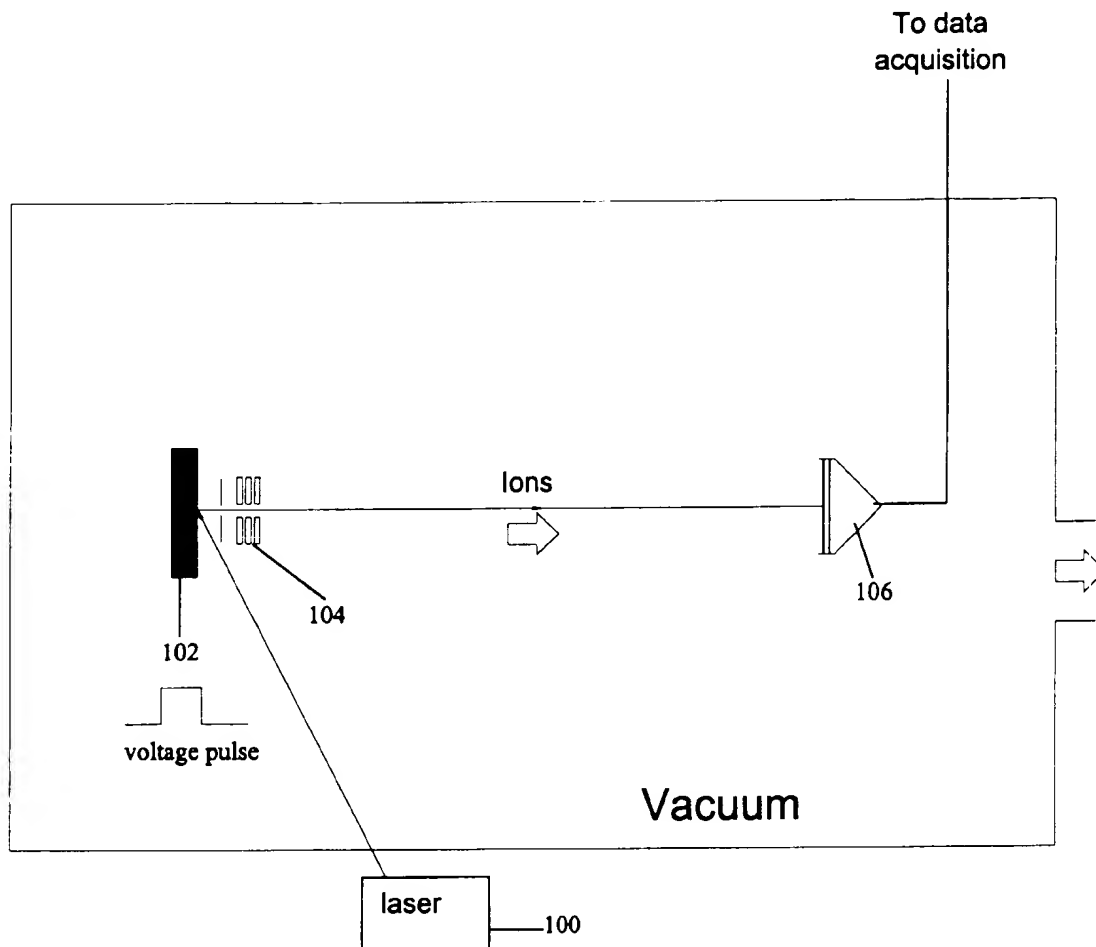 To data
acquisition
Ions
104
106
102
voltage pulse
Vacuum
laser
100